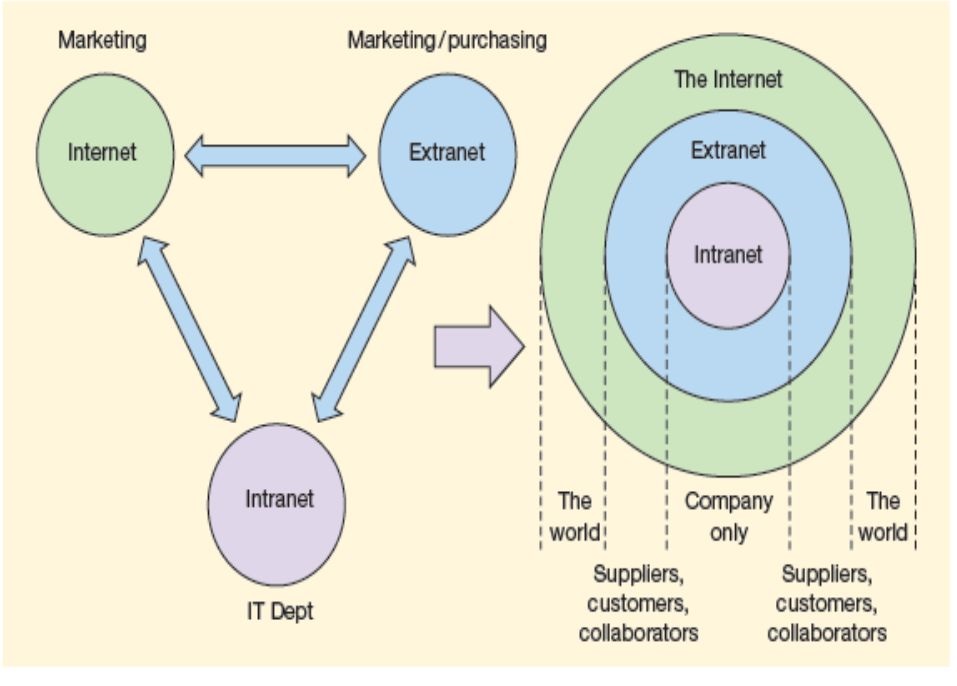 Marketing
Marketing/purchasing
Internet
Extranet
Intranet
IT Dept
The Internet
Extranet
Intranet
The
world
Company
only
The
world
Suppliers,
customers,
collaborators
Suppliers,
customers,
collaborators